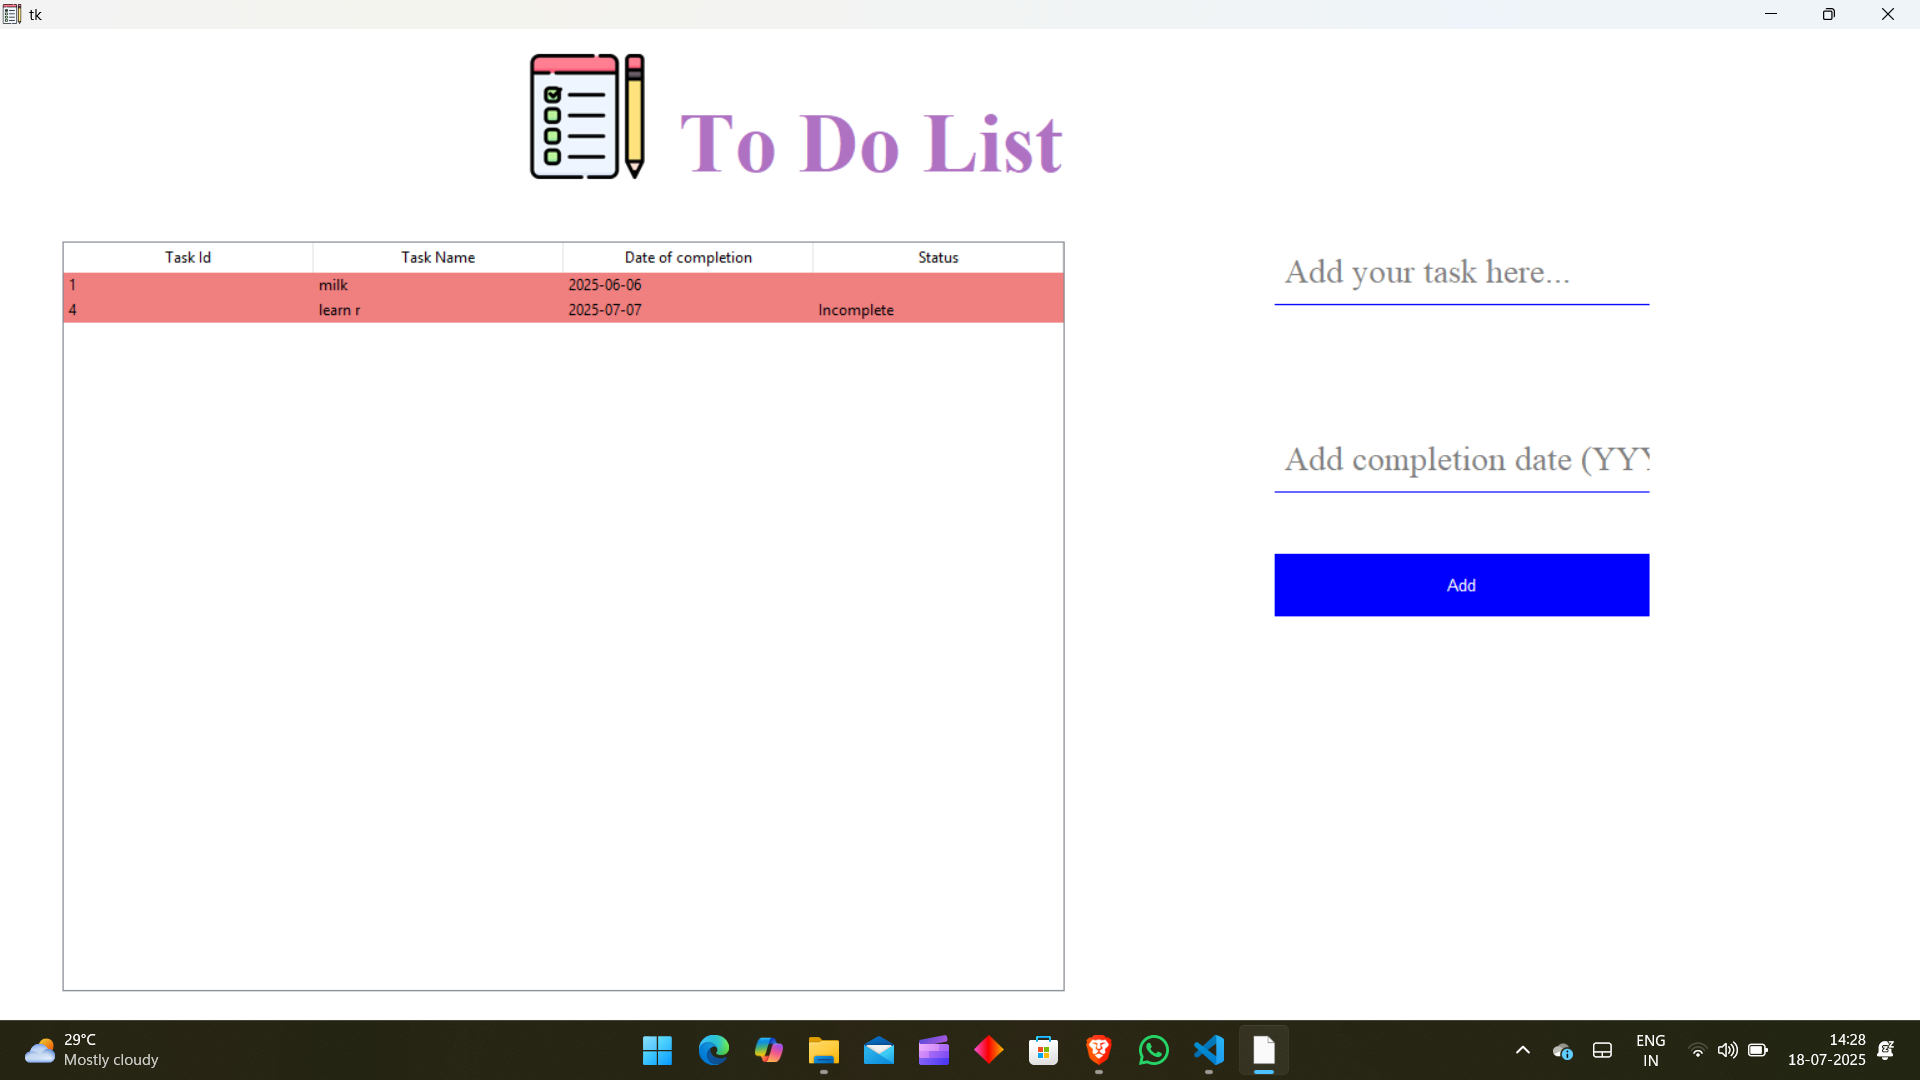 tk
To Do List
Task Id Task Name Date of completion Status
1 milk 2025-06-06
4 learn r 2025-07-07 Incomplete
Add your task here...
Add completion date (YYY
Add
29°C
Mostly cloudy
ENG
IN
14:28
18-07-2025